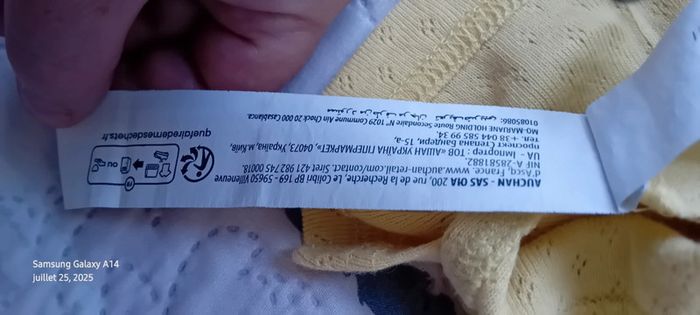 AUCHAN - SAS OIA 200, rue de la Recherche, Le Colibri BP 169 - 59650 Villeneuve
d'Ascq, France. www.auchan-retail.com/contact. Siret 421 982 745 00018.
NIF-A- 28581882.
UA - Імпортер: ТОВ «АШАН УКРАЇНА ГІПЕРМАРКЕТ», 04073, Україна, м.Київ,
проспект Степана Бандери, 15-а,
тел. + 38 044 585 99 34.
MO-MARJANE HOLDING Route Secondaire N° 1029 Commune Ain Chock 20 000 Casablanca.
01085086:
FR
ou
quefairedemesdechets.fr
Samsung Galaxy A14
juillet 25, 2025